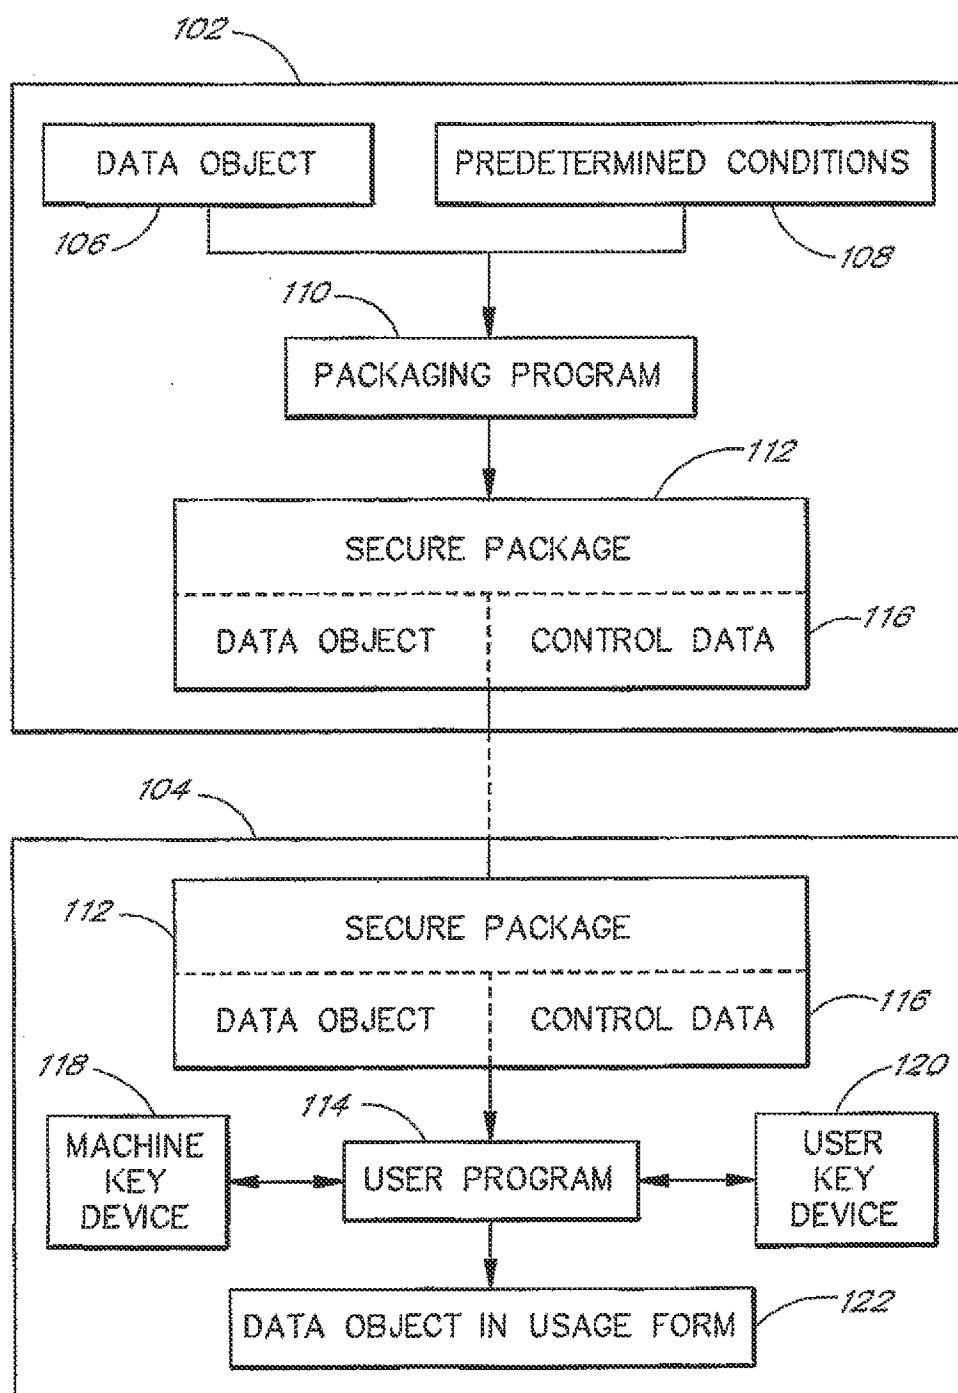 102
DATA OBJECT
PREDETERMINED CONDITIONS
106
108
110
PACKAGING PROGRAM
112
SECURE PACKAGE
DATA OBJECT
CONTROL DATA
116
104
112
SECURE PACKAGE
DATA OBJECT
CONTROL DATA
116
118
114
120
MACHINE
KEY
DEVICE
USER PROGRAM
USER
KEY
DEVICE
DATA OBJECT IN USAGE FORM
122